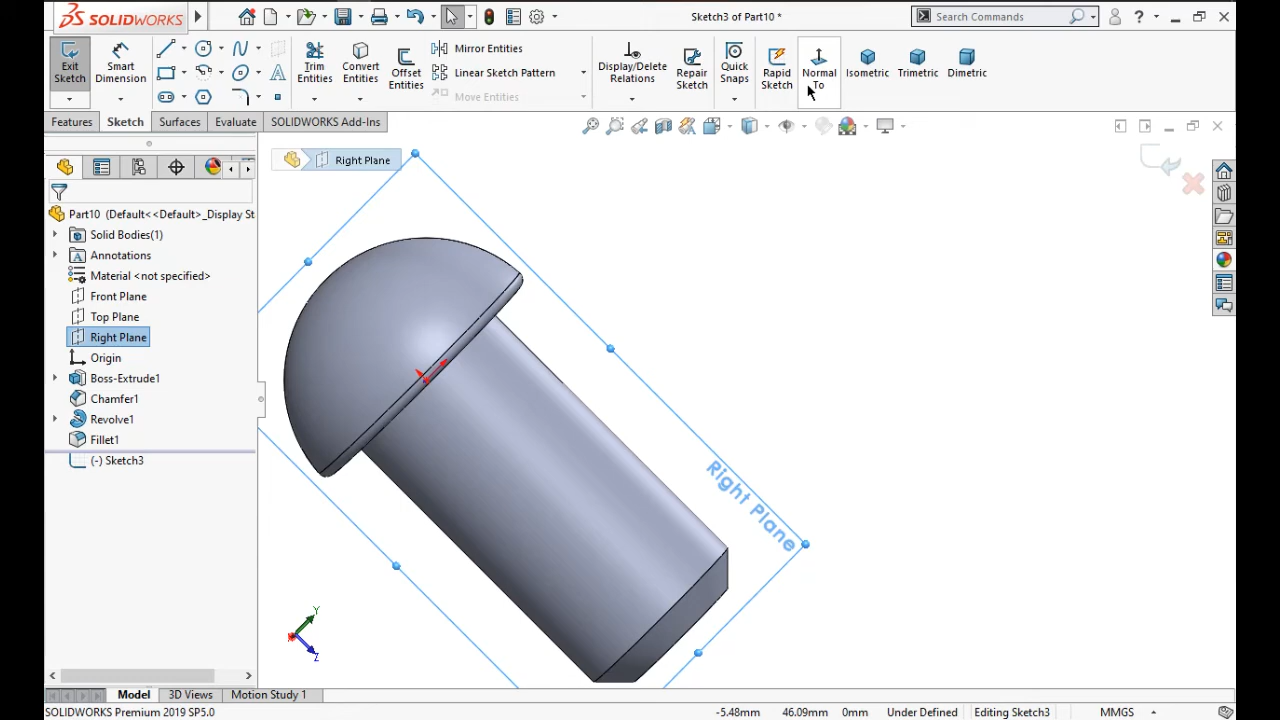 SOLIDWORKS
Sketch3 of Part10 *
Search Commands
?
Exit Sketch
Smart Dimension
Trim Entities
Convert Entities
Offset Entities
Mirror Entities
Linear Sketch Pattern
Move Entities
Display/Delete Relations
Repair Sketch
Quick Snaps
Rapid Sketch
Normal To
Isometric
Trimetric
Dimetric
Features
Sketch
Surfaces
Evaluate
SOLIDWORKS Add-Ins
Right Plane
Part10 (Default<<Default>_Display St
Solid Bodies(1)
Annotations
Material <not specified>
Front Plane
Top Plane
Right Plane
Origin
Boss-Extrude1
Chamfer1
Revolve1
Fillet1
(-) Sketch3
Right Plane
Y
Z
Model
3D Views
Motion Study 1
SOLIDWORKS Premium 2019 SP5.0
-5.48mm
46.09mm
0mm
Under Defined
Editing Sketch3
MMGS